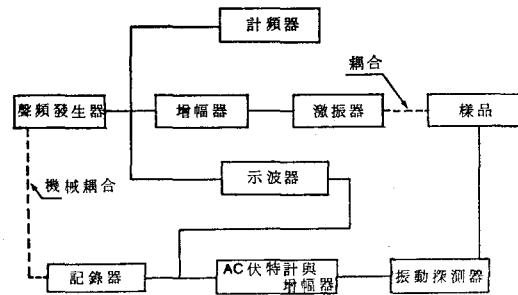 計頻器
耦合
聲頻發生器
增幅器
激振器
樣品
示波器
機械耦合
記錄器
AC伏特計與
增幅器
振動探測器